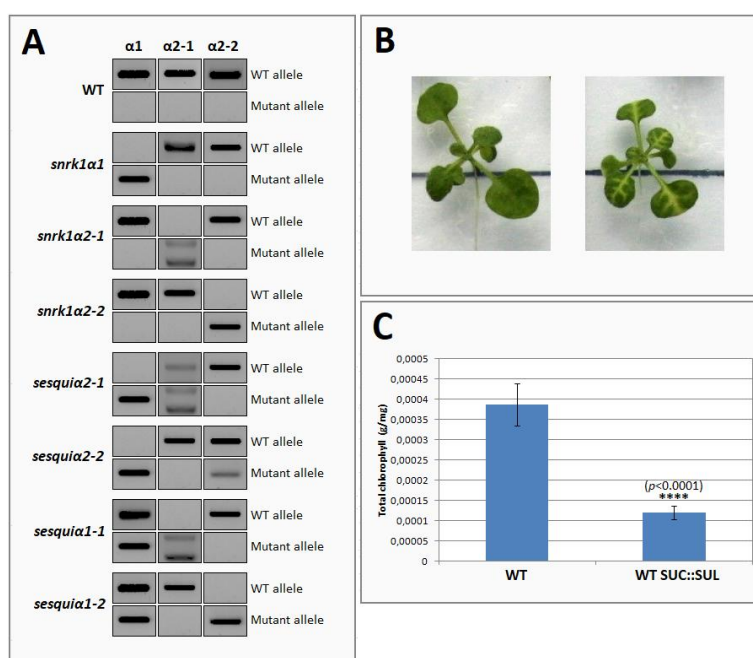 A
α1 α2-1 α2-2
WT
WT allele
Mutant allele
snrk1α1
WT allele
Mutant allele
snrk1α2-1
WT allele
Mutant allele
snrk1α2-2
WT allele
Mutant allele
sesquiα2-1
WT allele
Mutant allele
sesquiα2-2
WT allele
Mutant allele
sesquiα1-1
WT allele
Mutant allele
sesquiα1-2
WT allele
Mutant allele
B
C
Total chlorophyll (g/mg)
0,0005
0,00045
0,0004
0,00035
0,0003
0,00025
0,0002
0,00015
0,0001
0,00005
0
(p<0.0001)
****
WT WT SUC::SUL